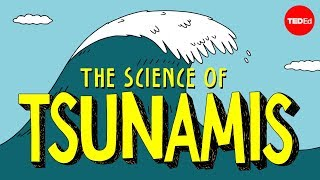 TED Ed
THE SCIENCE OF
TSUNAMIS